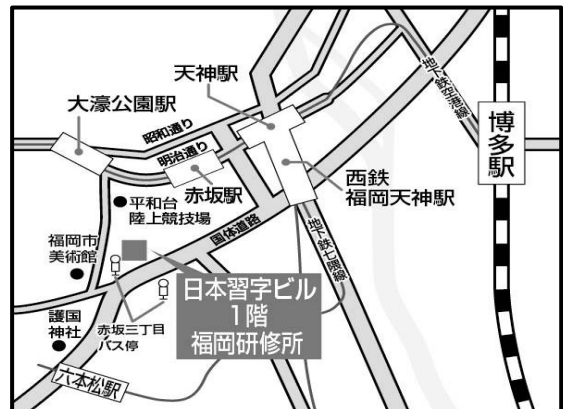 天神駅
大濠公園駅
昭和通り
明治通り
地下鉄空港線
博多駅
赤坂駅
西鉄
福岡天神駅
平和台
陸上競技場
国体道路
地下鉄七隈線
福岡市
美術館
日本習字ビル
1階
福岡研修所
護国
神社
赤坂三丁目
バス停
六本松駅